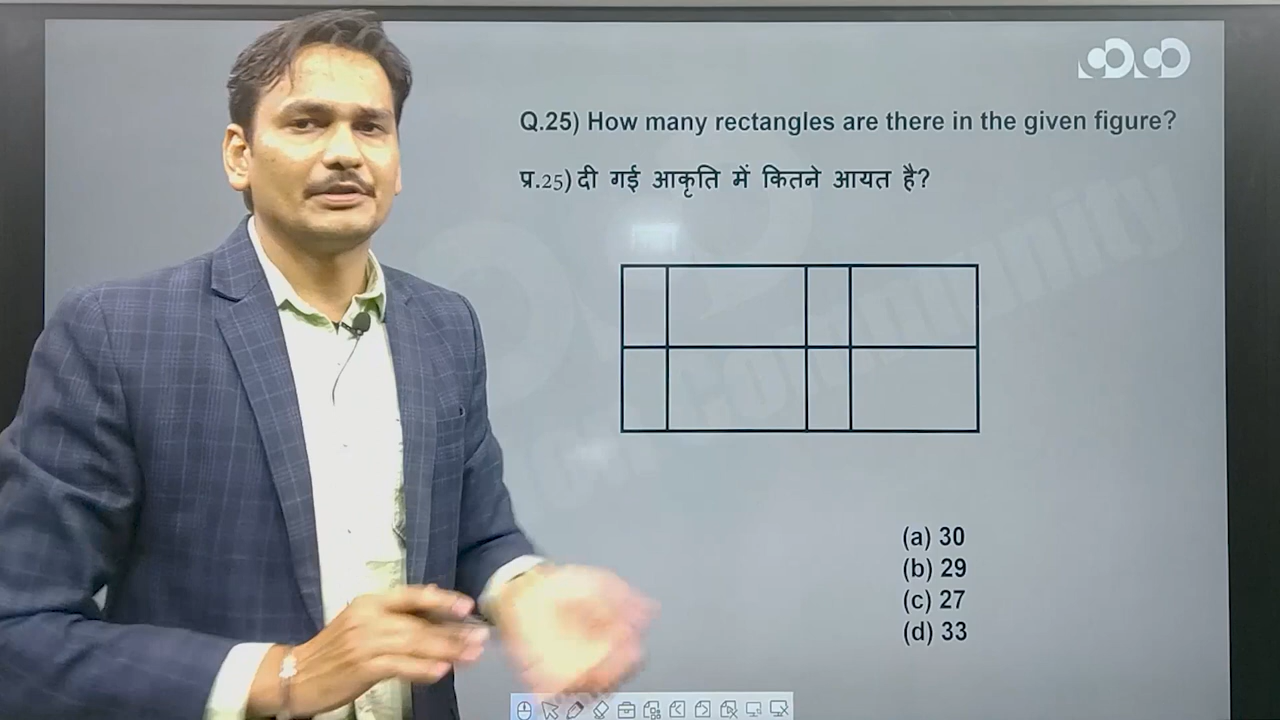 Q.25) How many rectangles are there in the given figure?
प्र.25) दी गई आकृति में कितने आयत है?
(a) 30
(b) 29
(c) 27
(d) 33